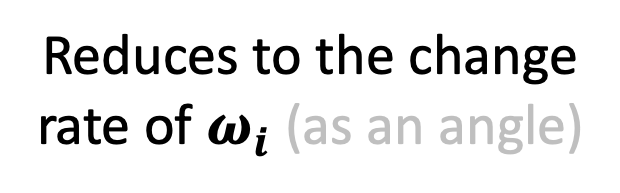 Reduces to the change
rate of ωᵢ (as an angle)